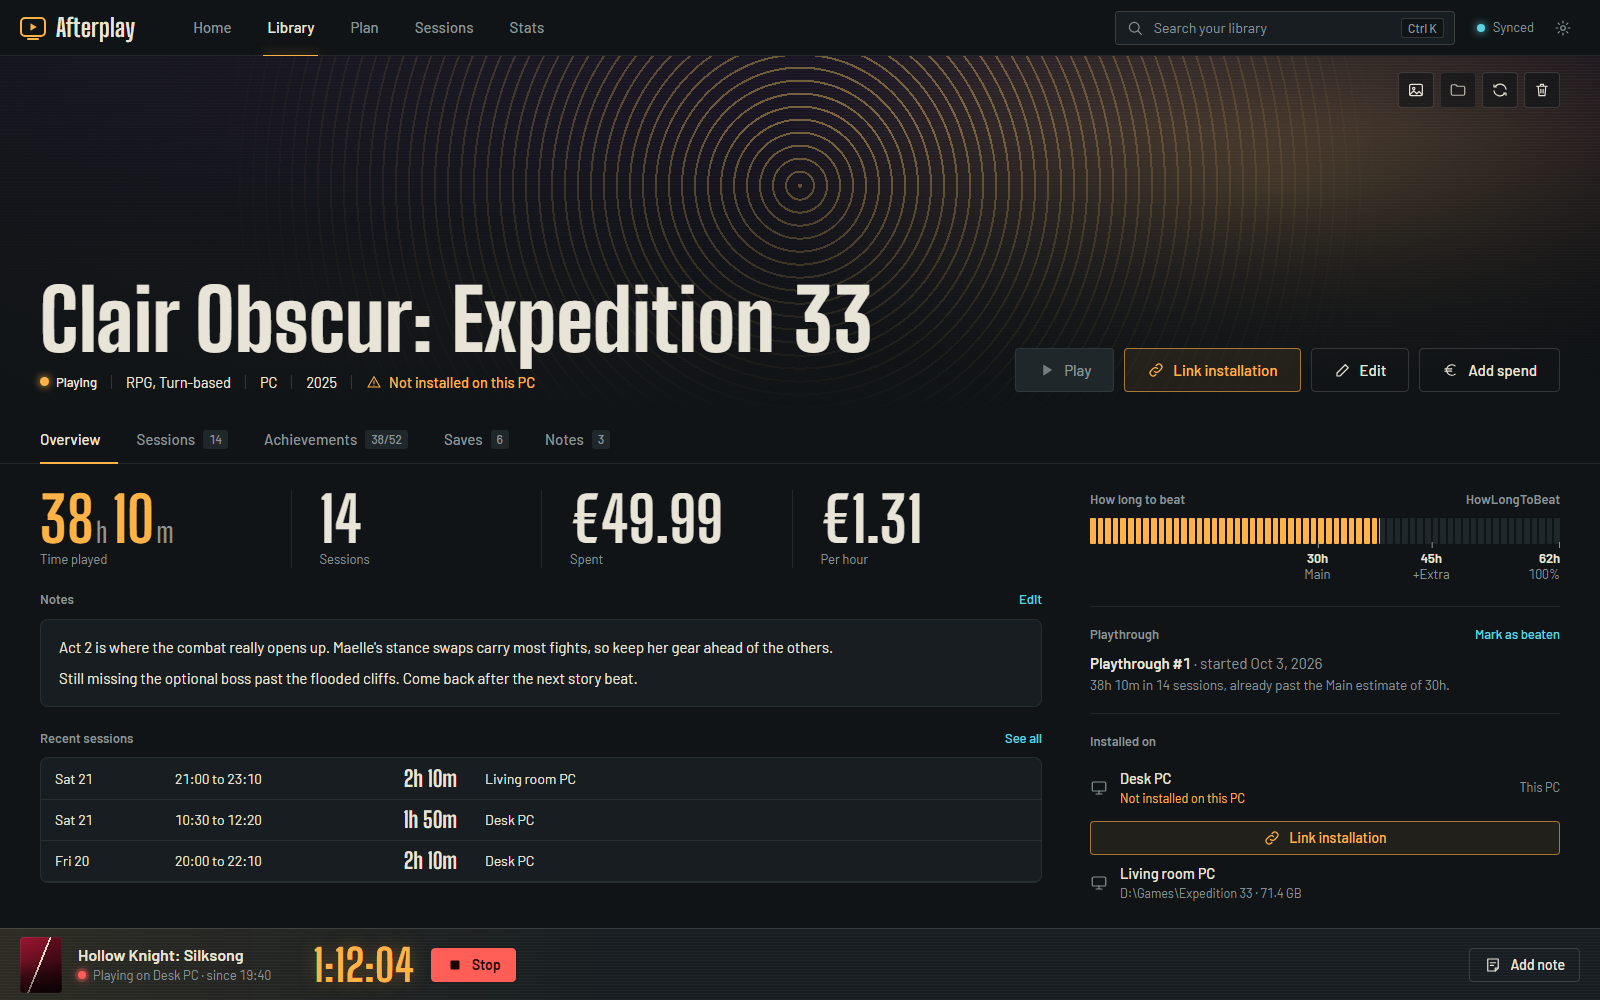 Afterplay
Home
Library
Plan
Sessions
Stats
Search your library
Ctrl K
Synced
Clair Obscur: Expedition 33
Playing
RPG, Turn-based
PC
2025
Not installed on this PC
Play
Link installation
Edit
Add spend
Overview
Sessions 14
Achievements 38/52
Saves 6
Notes 3
38h 10m
Time played
14
Sessions
€49.99
Spent
€1.31
Per hour
How long to beat
HowLongToBeat
30h
Main
45h
+Extra
62h
100%
Notes
Edit
Act 2 is where the combat really opens up. Maelle's stance swaps carry most fights, so keep her gear ahead of the others.
Still missing the optional boss past the flooded cliffs. Come back after the next story beat.
Playthrough
Mark as beaten
Playthrough #1 · started Oct 3, 2026
38h 10m in 14 sessions, already past the Main estimate of 30h.
Recent sessions
See all
Sat 21 21:00 to 23:10 2h 10m Living room PC
Sat 21 10:30 to 12:20 1h 50m Desk PC
Fri 20 20:00 to 22:10 2h 10m Desk PC
Installed on
Desk PC
Not installed on this PC
This PC
Link installation
Living room PC
D:\Games\Expedition 33 · 71.4 GB
Hollow Knight: Silksong
Playing on Desk PC · since 19:40
1:12:04
Stop
Add note